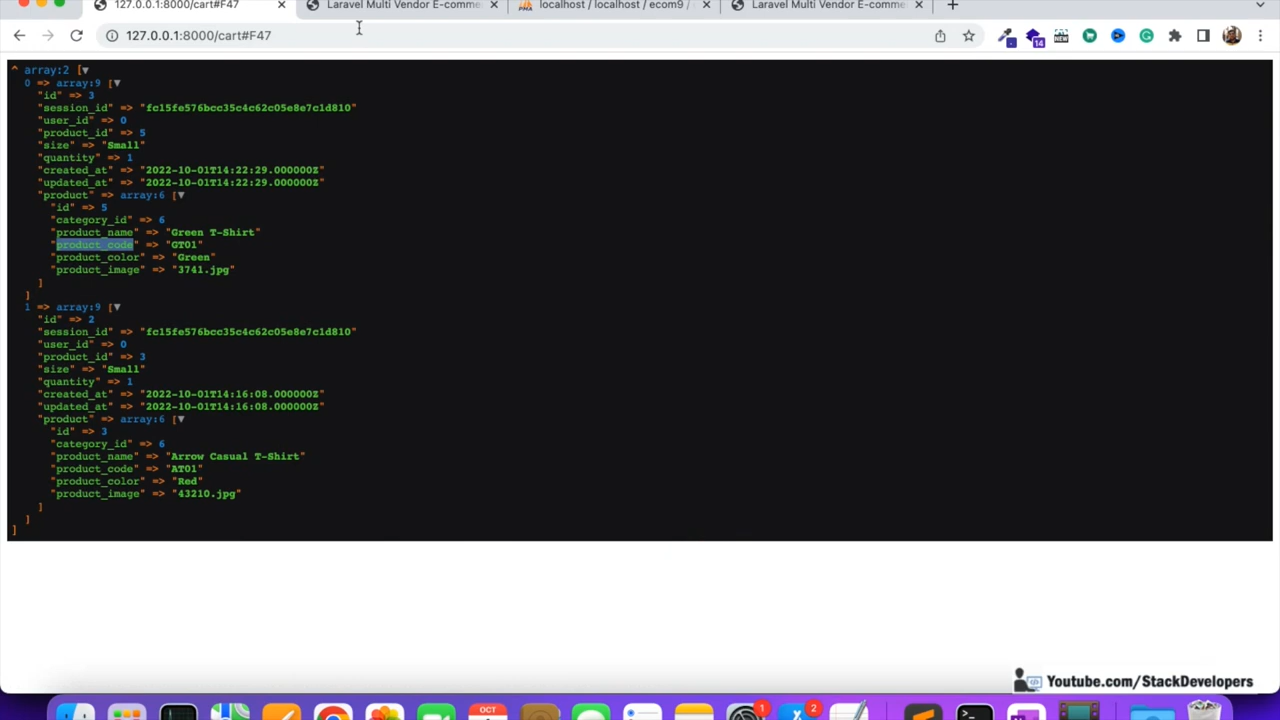 127.0.0.1:8000/cart#F47
Laravel Multi Vendor E-comme
localhost / localhost / ecom9 /
Laravel Multi Vendor E-comme
127.0.0.1:8000/cart#F47
14
NEW
^ array:2 [▼
0 => array:9 [▼
"id" => 3
"session_id" => "fc15fe576bcc35c4c62c05e8e7c1d810"
"user_id" => 0
"product_id" => 5
"size" => "Small"
"quantity" => 1
"created_at" => "2022-10-01T14:22:29.000000Z"
"updated_at" => "2022-10-01T14:22:29.000000Z"
"product" => array:6 [▼
"id" => 5
"category_id" => 6
"product_name" => "Green T-Shirt"
"product_code" => "GT01"
"product_color" => "Green"
"product_image" => "3741.jpg"
]
]
1 => array:9 [▼
"id" => 2
"session_id" => "fc15fe576bcc35c4c62c05e8e7c1d810"
"user_id" => 0
"product_id" => 3
"size" => "Small"
"quantity" => 1
"created_at" => "2022-10-01T14:16:08.000000Z"
"updated_at" => "2022-10-01T14:16:08.000000Z"
"product" => array:6 [▼
"id" => 3
"category_id" => 6
"product_name" => "Arrow Casual T-Shirt"
"product_code" => "AT01"
"product_color" => "Red"
"product_image" => "43210.jpg"
]
]
]
Youtube.com/StackDevelopers
OCT
1
2